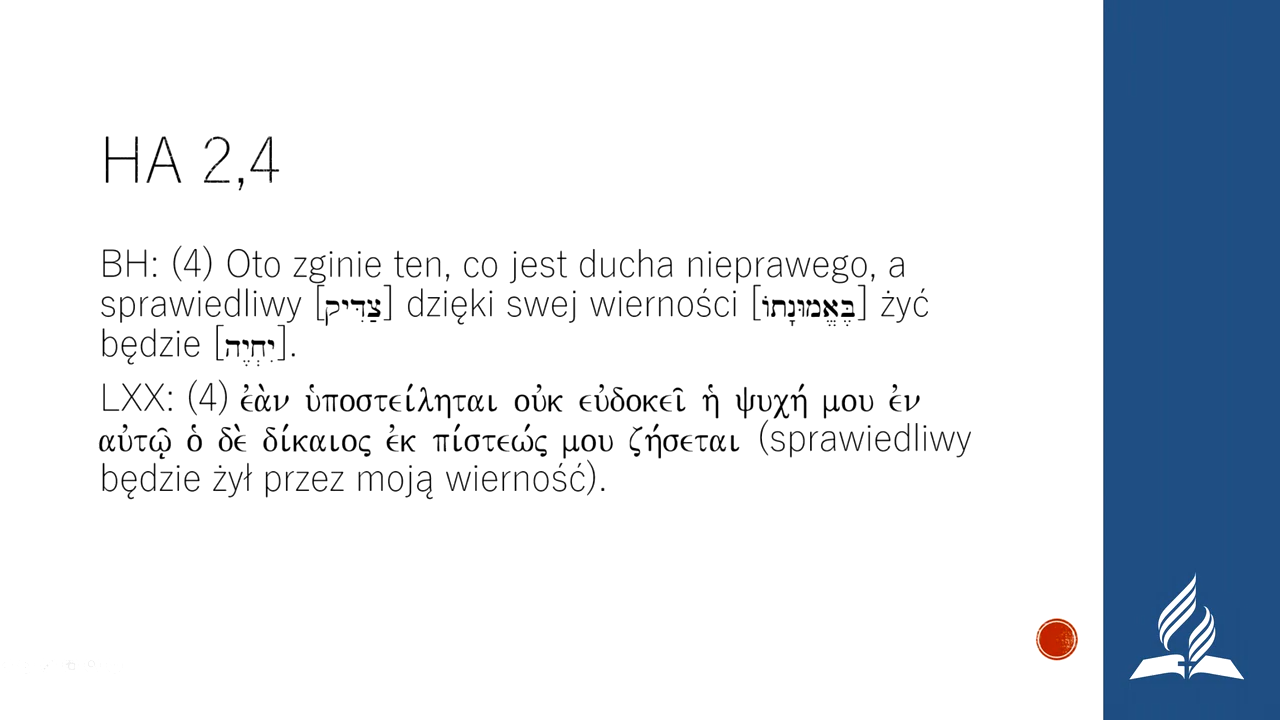 HA 2,4
BH: (4) Oto zginie ten, co jest ducha nieprawego, a
sprawiedliwy [צַדִּיק] dzięki swej wierności [בֶּאֱמוּנָתוֹ] żyć
będzie [יִחְיֶה].
LXX: (4) ἐὰν ὑποστείληται οὐκ εὐδοκεῖ ἡ ψυχή μου ἐν
αὐτῷ ὁ δὲ δίκαιος ἐκ πίστεώς μου ζήσεται (sprawiedliwy
będzie żył przez moją wierność).